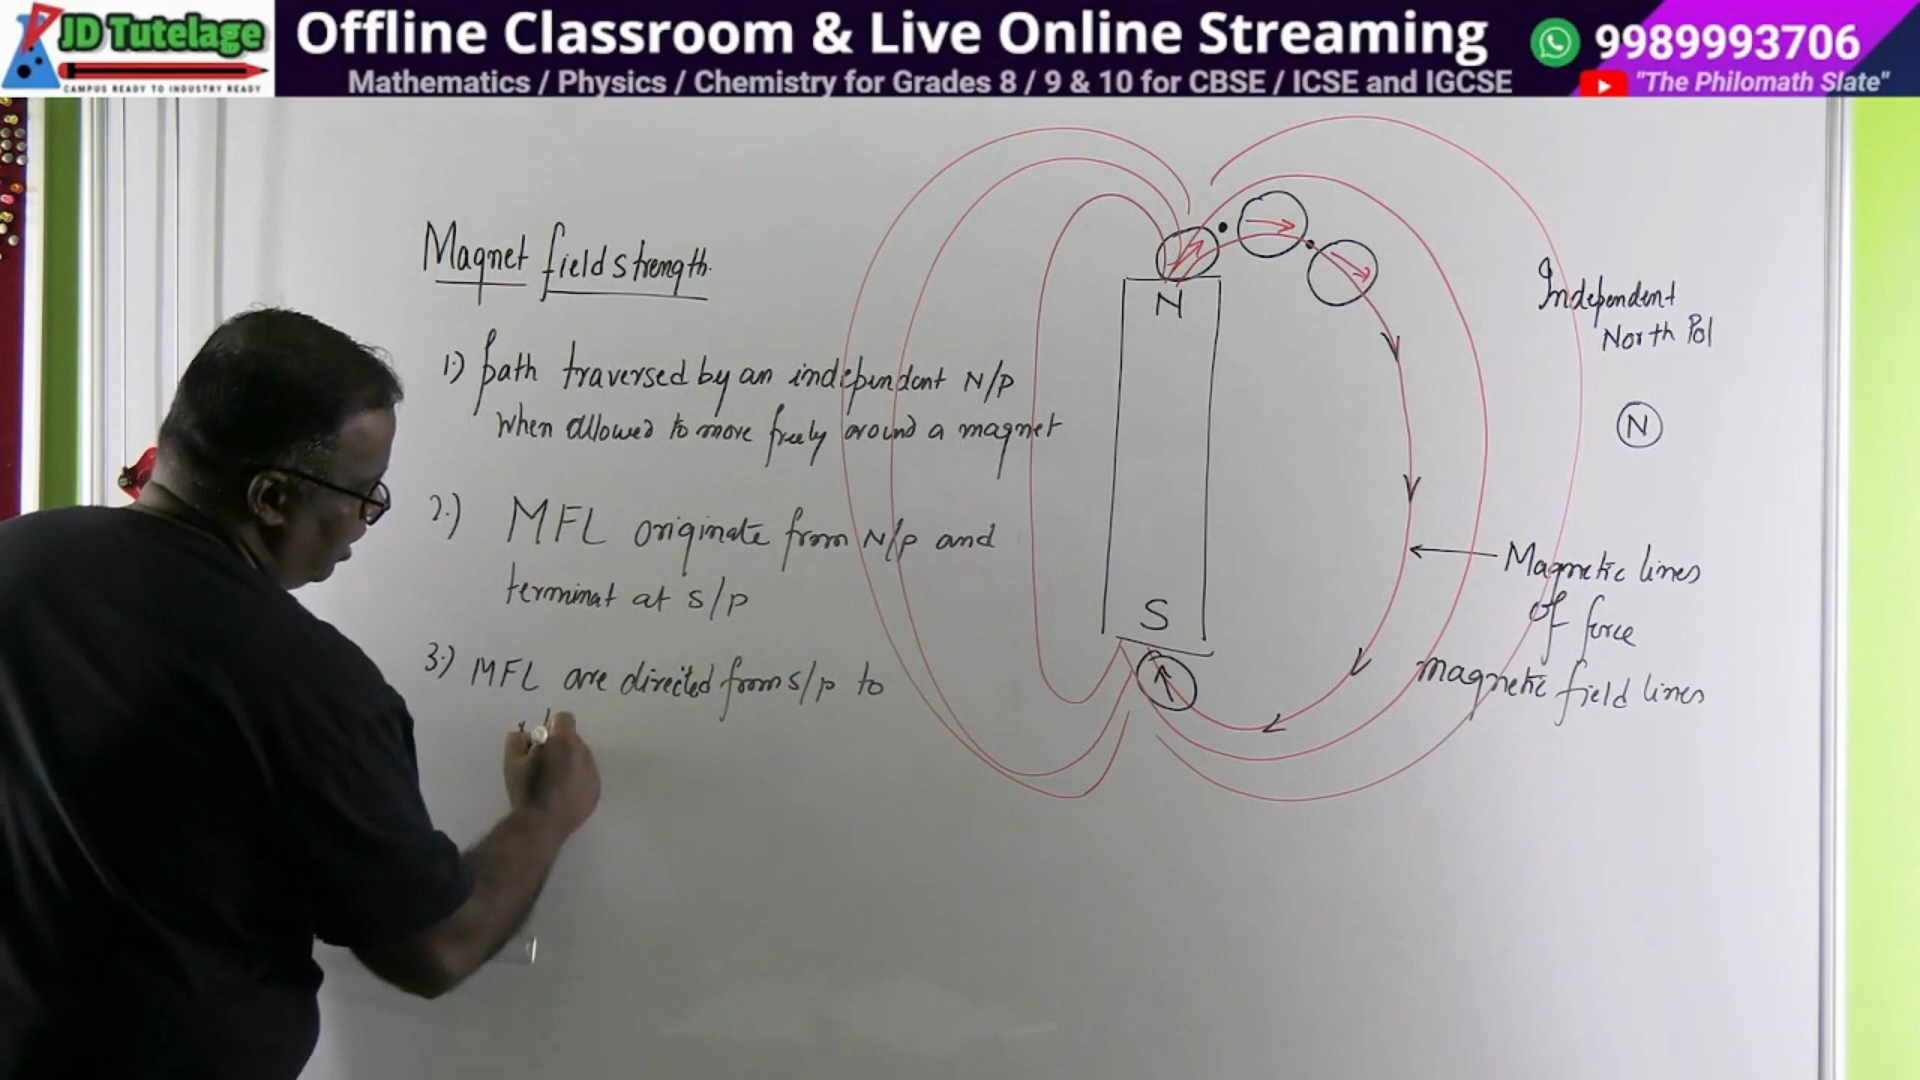 JD Tutelage
CAMPUS READY TO INDUSTRY READY
Offline Classroom & Live Online Streaming
Mathematics / Physics / Chemistry for Grades 8 / 9 & 10 for CBSE / ICSE and IGCSE
9989993706
"The Philomath Slate"
Magnet field strength.
1.) path traversed by an independent N/P
when allowed to move freely around a magnet
2.) MFL originate from N/P and
terminat at S/P
3.) MFL are directed from S/P to
N
S
Independent
North Pol
N
Magnetic lines
of force
magnetic field lines